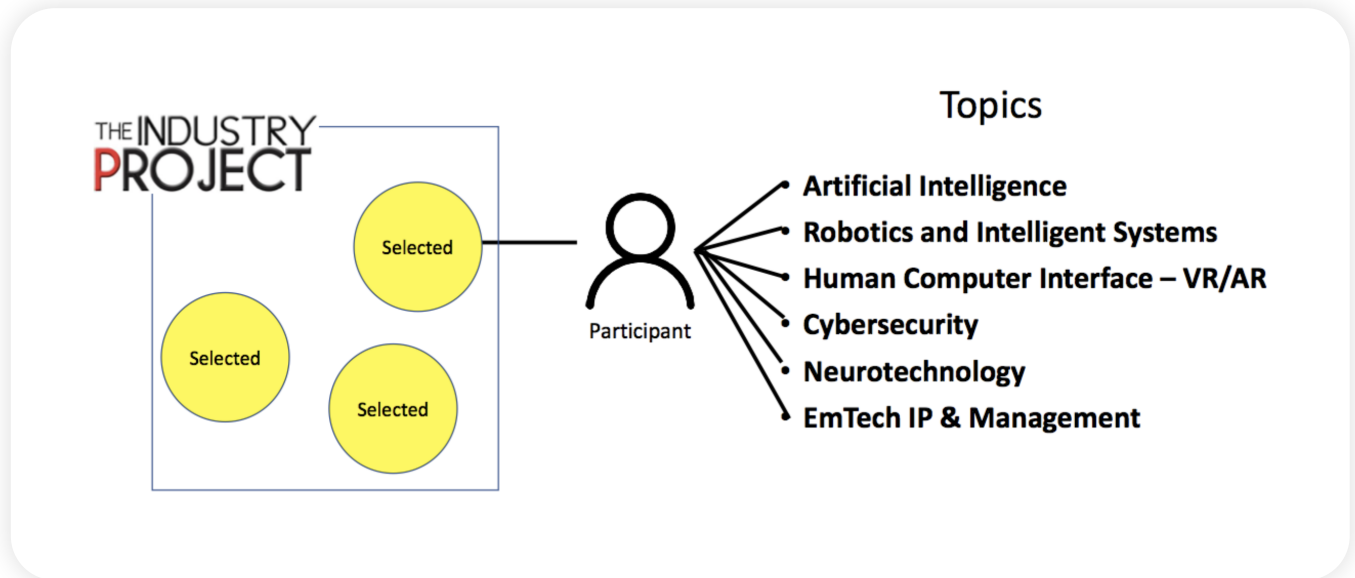 THE INDUSTRY
PROJECT
Selected
Selected
Selected
Participant
Topics
• Artificial Intelligence
• Robotics and Intelligent Systems
• Human Computer Interface – VR/AR
• Cybersecurity
• Neurotechnology
• EmTech IP & Management